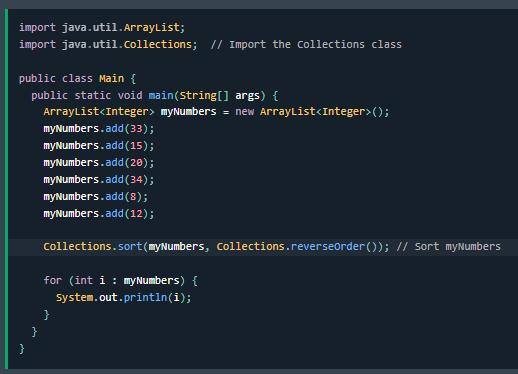 import java.util.ArrayList;
import java.util.Collections;  // Import the Collections class

public class Main {
  public static void main(String[] args) {
    ArrayList<Integer> myNumbers = new ArrayList<Integer>();
    myNumbers.add(33);
    myNumbers.add(15);
    myNumbers.add(20);
    myNumbers.add(34);
    myNumbers.add(8);
    myNumbers.add(12);

    Collections.sort(myNumbers, Collections.reverseOrder()); // Sort myNumbers

    for (int i : myNumbers) {
      System.out.println(i);
    }
  }
}